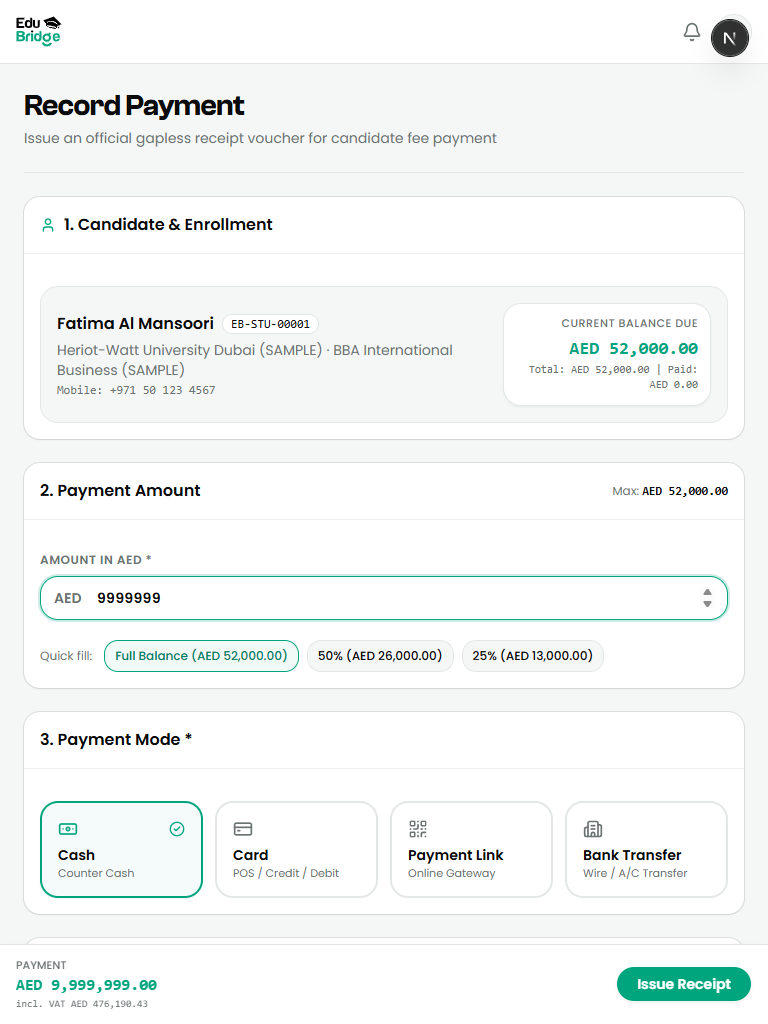 Edu
Bridge
N
Record Payment
Issue an official gapless receipt voucher for candidate fee payment
1. Candidate & Enrollment
Fatima Al Mansoori EB-STU-00001
Heriot-Watt University Dubai (SAMPLE) · BBA International
Business (SAMPLE)
Mobile: +971 50 123 4567
CURRENT BALANCE DUE
AED 52,000.00
Total: AED 52,000.00 | Paid:
AED 0.00
2. Payment Amount
Max: AED 52,000.00
AMOUNT IN AED *
AED 9999999
Quick fill: Full Balance (AED 52,000.00) 50% (AED 26,000.00) 25% (AED 13,000.00)
3. Payment Mode *
Cash
Counter Cash
Card
POS / Credit / Debit
Payment Link
Online Gateway
Bank Transfer
Wire / A/C Transfer
PAYMENT
AED 9,999,999.00
incl. VAT AED 476,190.43
Issue Receipt